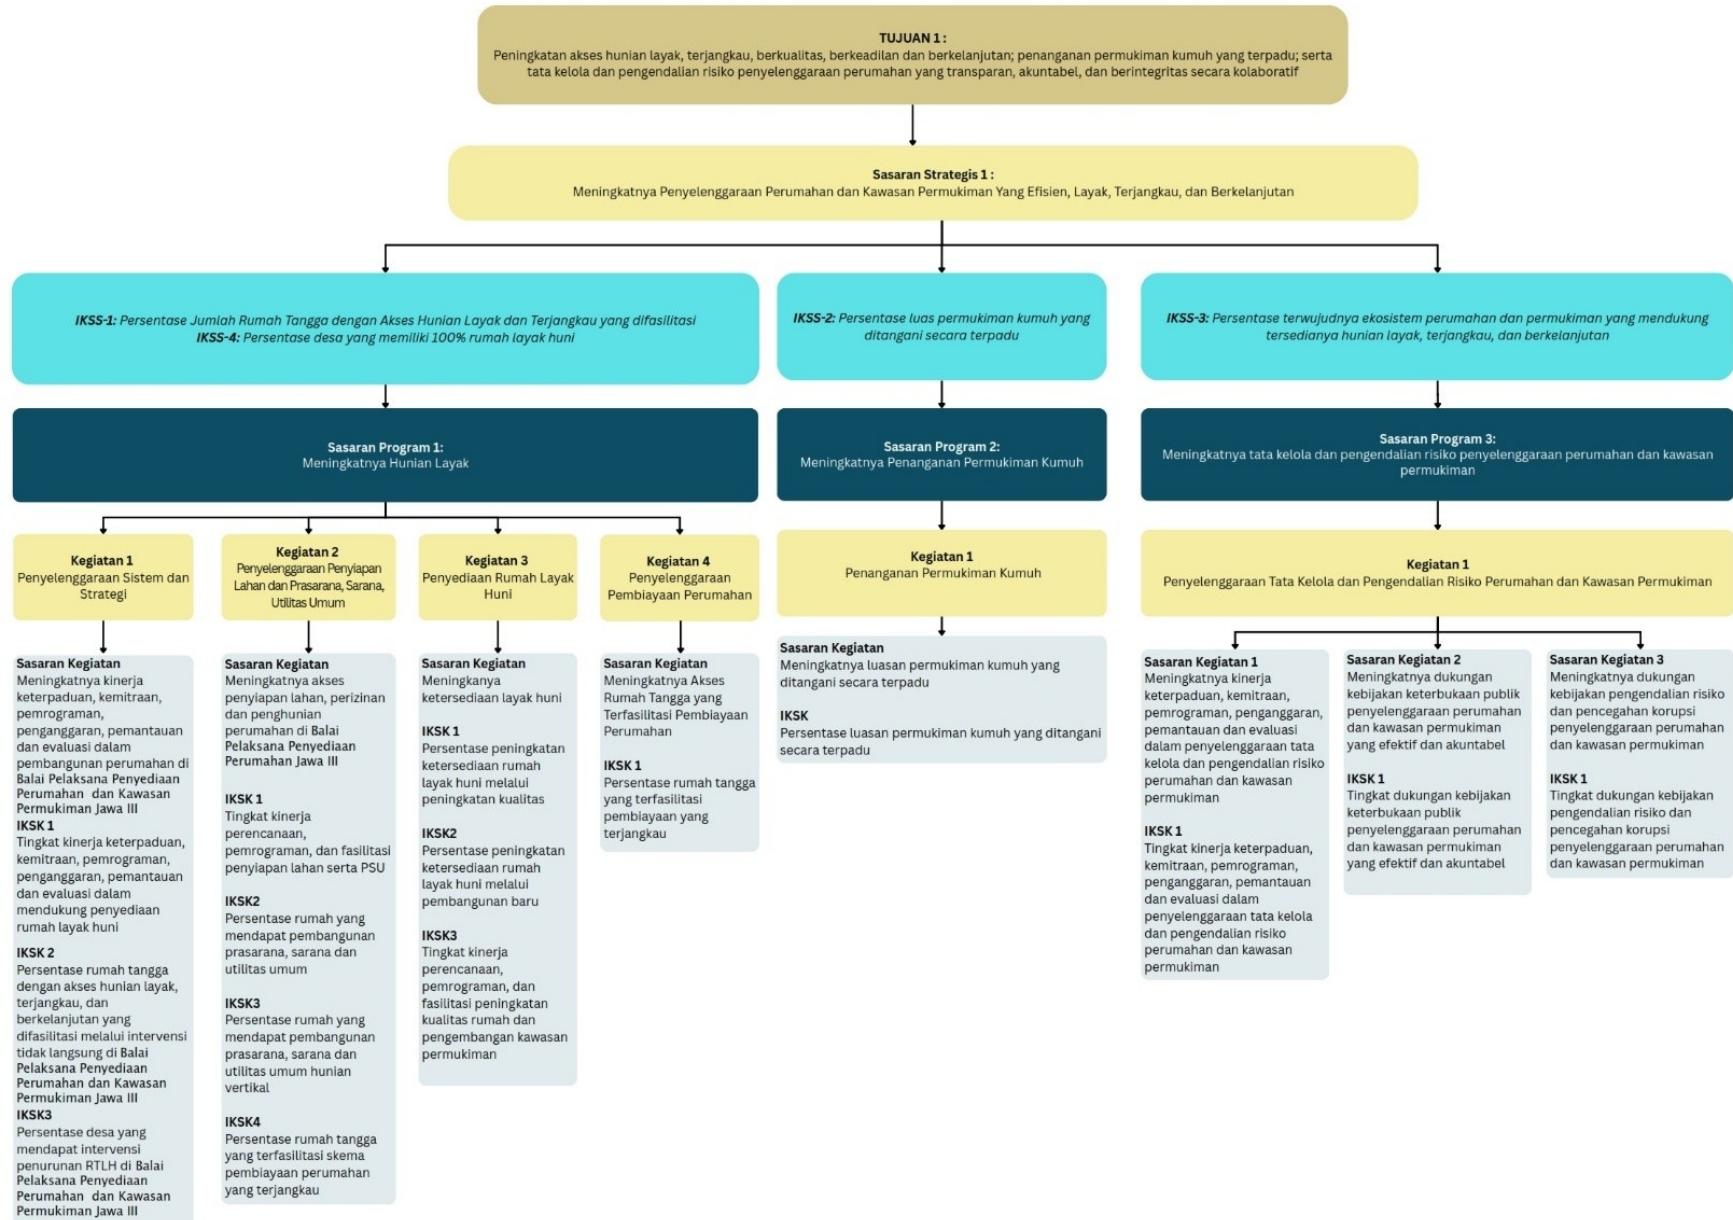 TUJUAN 1 :
Peningkatan akses hunian layak, terjangkau, berkualitas, berkeadilan dan berkelanjutan; penanganan permukiman kumuh yang terpadu; serta
tata kelola dan pengendalian risiko penyelenggaraan perumahan yang transparan, akuntabel, dan berintegritas secara kolaboratif
Sasaran Strategis 1 :
Meningkatnya Penyelenggaraan Perumahan dan Kawasan Permukiman Yang Efisien, Layak, Terjangkau, dan Berkelanjutan
IKSS-1: Persentase Jumlah Rumah Tangga dengan Akses Hunian Layak dan Terjangkau yang difasilitasi
IKSS-4: Persentase desa yang memiliki 100% rumah layak huni
IKSS-2: Persentase luas permukiman kumuh yang
ditangani secara terpadu
IKSS-3: Persentase terwujudnya ekosistem perumahan dan permukiman yang mendukung
tersedianya hunian layak, terjangkau, dan berkelanjutan
Sasaran Program 1:
Meningkatnya Hunian Layak
Sasaran Program 2:
Meningkatnya Penanganan Permukiman Kumuh
Sasaran Program 3:
Meningkatnya tata kelola dan pengendalian risiko penyelenggaraan perumahan dan kawasan
permukiman
Kegiatan 1
Penyelenggaraan Sistem dan
Strategi
Kegiatan 2
Penyelenggaraan Penyiapan
Lahan dan Prasarana, Sarana,
Utilitas Umum
Kegiatan 3
Penyediaan Rumah Layak
Huni
Kegiatan 4
Penyelenggaraan
Pembiayaan Perumahan
Kegiatan 1
Penanganan Permukiman Kumuh
Kegiatan 1
Penyelenggaraan Tata Kelola dan Pengendalian Risiko Perumahan dan Kawasan Permukiman
Sasaran Kegiatan
Meningkatnya kinerja
keterpaduan, kemitraan,
pemrograman,
penganggaran, pemantauan
dan evaluasi dalam
pembangunan perumahan di
Balai Pelaksana Penyediaan
Perumahan dan Kawasan
Permukiman Jawa III
IKSK 1
Tingkat kinerja keterpaduan,
kemitraan, pemrograman,
penganggaran, pemantauan
dan evaluasi dalam
mendukung penyediaan
rumah layak huni
IKSK 2
Persentase rumah tangga
dengan akses hunian layak,
terjangkau, dan
berkelanjutan yang
difasilitasi melalui intervensi
tidak langsung di Balai
Pelaksana Penyediaan
Perumahan dan Kawasan
Permukiman Jawa III
IKSK3
Persentase desa yang
mendapat intervensi
penurunan RTLH di Balai
Pelaksana Penyediaan
Perumahan dan Kawasan
Permukiman Jawa III
Sasaran Kegiatan
Meningkatnya akses
penyiapan lahan, perizinan
dan penghunian
perumahan di Balai
Pelaksana Penyediaan
Perumahan Jawa III
IKSK 1
Tingkat kinerja
perencanaan,
pemrograman, dan fasilitasi
penyiapan lahan serta PSU
IKSK2
Persentase rumah yang
mendapat pembangunan
prasarana, sarana dan
utilitas umum
IKSK3
Persentase rumah yang
mendapat pembangunan
prasarana, sarana dan
utilitas umum hunian
vertikal
IKSK4
Persentase rumah tangga
yang terfasilitasi skema
pembiayaan perumahan
yang terjangkau
Sasaran Kegiatan
Meningkanya
ketersediaan layak huni
IKSK 1
Persentase peningkatan
ketersediaan rumah
layak huni melalui
peningkatan kualitas
IKSK2
Persentase peningkatan
ketersediaan rumah
layak huni melalui
pembangunan baru
IKSK3
Tingkat kinerja
perencanaan,
pemrograman, dan
fasilitasi peningkatan
kualitas rumah dan
pengembangan kawasan
permukiman
Sasaran Kegiatan
Meningkatnya Akses
Rumah Tangga yang
Terfasilitasi Pembiayaan
Perumahan
IKSK 1
Persentase rumah tangga
yang terfasilitasi
pembiayaan yang
terjangkau
Sasaran Kegiatan
Meningkatnya luasan permukiman kumuh yang
ditangani secara terpadu
IKSK
Persentase luasan permukiman kumuh yang ditangani
secara terpadu
Sasaran Kegiatan 1
Meningkatnya kinerja
keterpaduan, kemitraan,
pemrograman, penganggaran,
pemantauan dan evaluasi
dalam penyelenggaraan tata
kelola dan pengendalian risiko
perumahan dan kawasan
permukiman
IKSK 1
Tingkat kinerja keterpaduan,
kemitraan, pemrograman,
penganggaran, pemantauan
dan evaluasi dalam
penyelenggaraan tata kelola
dan pengendalian risiko
perumahan dan kawasan
permukiman
Sasaran Kegiatan 2
Meningkatnya dukungan
kebijakan keterbukaan publik
penyelenggaraan perumahan
dan kawasan permukiman
yang efektif dan akuntabel
IKSK 1
Tingkat dukungan kebijakan
keterbukaan publik
penyelenggaraan perumahan
dan kawasan permukiman
yang efektif dan akuntabel
Sasaran Kegiatan 3
Meningkatnya dukungan
kebijakan pengendalian risiko
dan pencegahan korupsi
penyelenggaraan perumahan
dan kawasan permukiman
IKSK 1
Tingkat dukungan kebijakan
pengendalian risiko dan
pencegahan korupsi
penyelenggaraan perumahan
dan kawasan permukiman